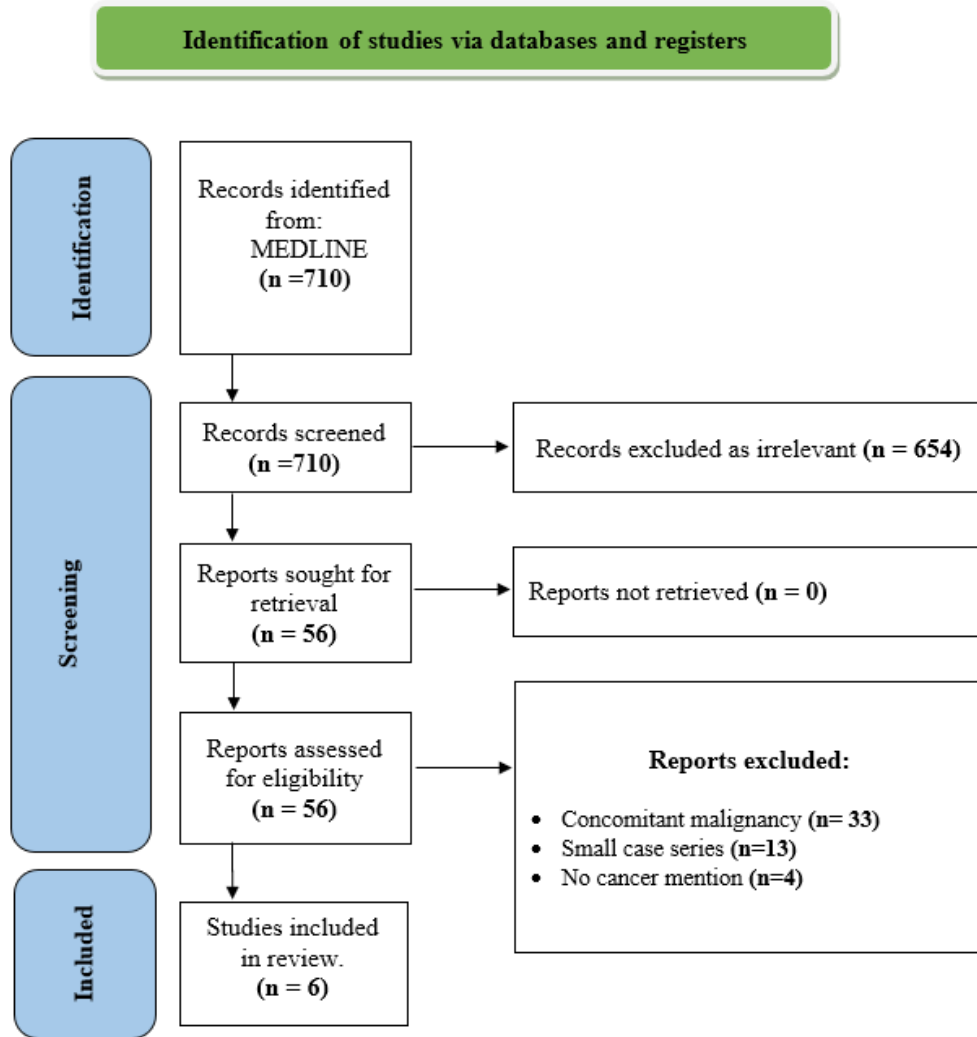 Identification of studies via databases and registers
Identification
Records identified
from:
MEDLINE
(n =710)
Screening
Records screened
(n =710)
Records excluded as irrelevant (n = 654)
Reports sought for
retrieval
(n = 56)
Reports not retrieved (n = 0)
Reports assessed
for eligibility
(n = 56)
Reports excluded:
• Concomitant malignancy (n= 33)
• Small case series (n=13)
• No cancer mention (n=4)
Included
Studies included
in review.
(n = 6)